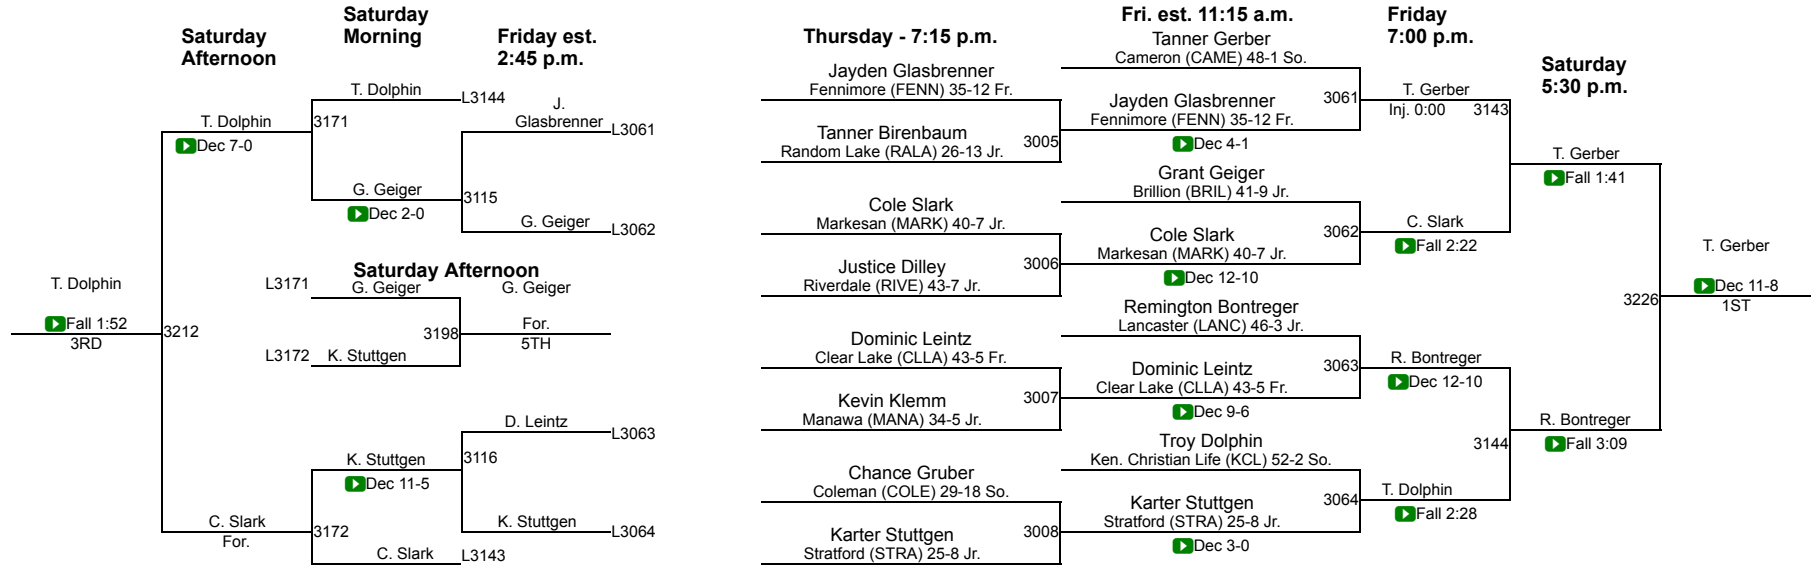 Saturday
Afternoon
Saturday
Morning
Friday est.
2:45 p.m.
Thursday - 7:15 p.m.
Fri. est. 11:15 a.m.
Friday
7:00 p.m.
Saturday
5:30 p.m.
T. Dolphin
L3144
J.
Glasbrenner
L3061
T. Dolphin
3171
Dec 7-0
G. Geiger
3115
Dec 2-0
G. Geiger
L3062
Saturday Afternoon
L3171
G. Geiger
G. Geiger
T. Dolphin
Fall 1:52
3RD
3212
3198
For.
5TH
L3172
K. Stuttgen
D. Leintz
L3063
K. Stuttgen
3116
Dec 11-5
C. Slark
For.
3172
K. Stuttgen
L3064
C. Slark
L3143
Jayden Glasbrenner
Fennimore (FENN) 35-12 Fr.
Tanner Birenbaum
Random Lake (RALA) 26-13 Jr.
3005
Cole Slark
Markesan (MARK) 40-7 Jr.
Justice Dilley
Riverdale (RIVE) 43-7 Jr.
3006
Dominic Leintz
Clear Lake (CLLA) 43-5 Fr.
Kevin Klemm
Manawa (MANA) 34-5 Jr.
3007
Chance Gruber
Coleman (COLE) 29-18 So.
Karter Stuttgen
Stratford (STRA) 25-8 Jr.
3008
Tanner Gerber
Cameron (CAME) 48-1 So.
Jayden Glasbrenner
Fennimore (FENN) 35-12 Fr.
3061
Dec 4-1
Grant Geiger
Brillion (BRIL) 41-9 Jr.
Cole Slark
Markesan (MARK) 40-7 Jr.
3062
Dec 12-10
Remington Bontreger
Lancaster (LANC) 46-3 Jr.
Dominic Leintz
Clear Lake (CLLA) 43-5 Fr.
3063
Dec 9-6
Troy Dolphin
Ken. Christian Life (KCL) 52-2 So.
Karter Stuttgen
Stratford (STRA) 25-8 Jr.
3064
Dec 3-0
T. Gerber
Inj. 0:00
3143
C. Slark
Fall 2:22
R. Bontreger
Dec 12-10
3144
T. Dolphin
Fall 2:28
T. Gerber
Fall 1:41
R. Bontreger
Fall 3:09
3226
T. Gerber
Dec 11-8
1ST